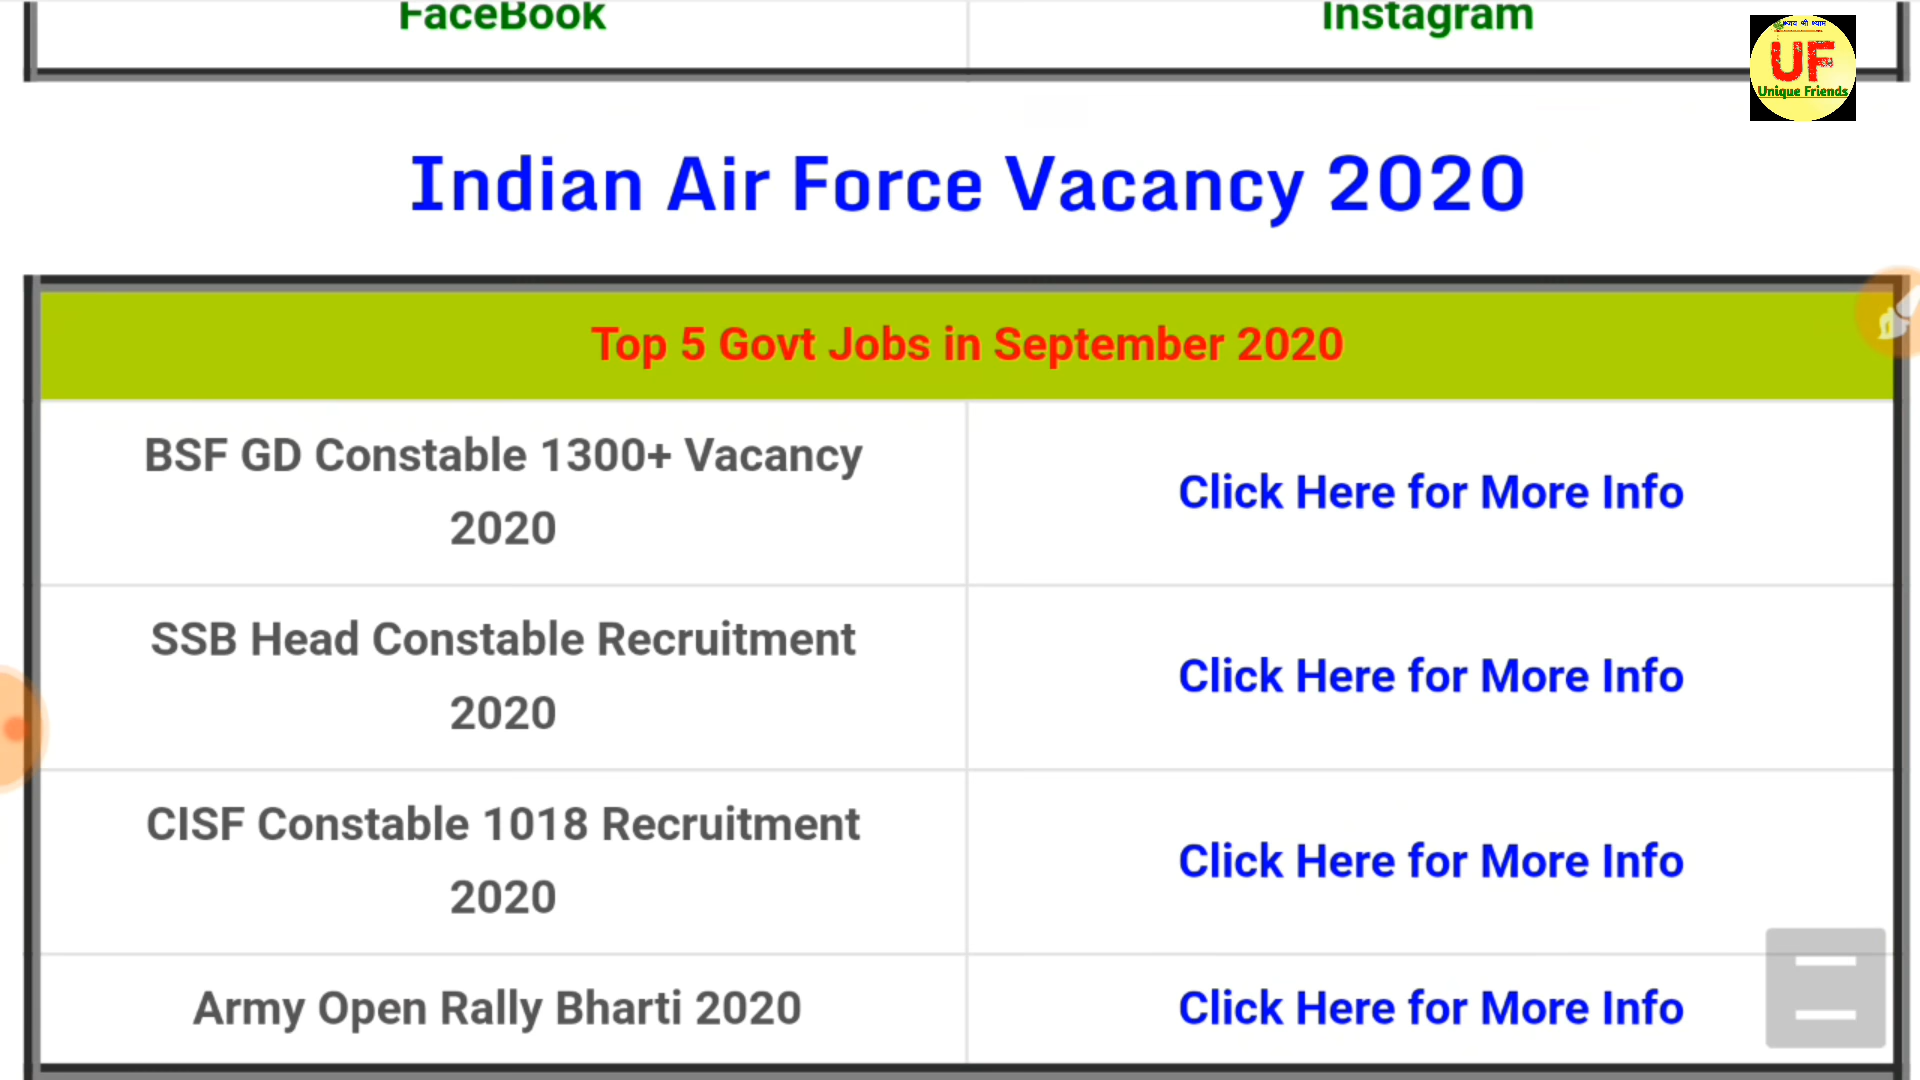 FaceBook
Instagram
UF
Unique Friends
Indian Air Force Vacancy 2020
Top 5 Govt Jobs in September 2020
BSF GD Constable 1300+ Vacancy
2020
Click Here for More Info
SSB Head Constable Recruitment
2020
Click Here for More Info
CISF Constable 1018 Recruitment
2020
Click Here for More Info
Army Open Rally Bharti 2020
Click Here for More Info